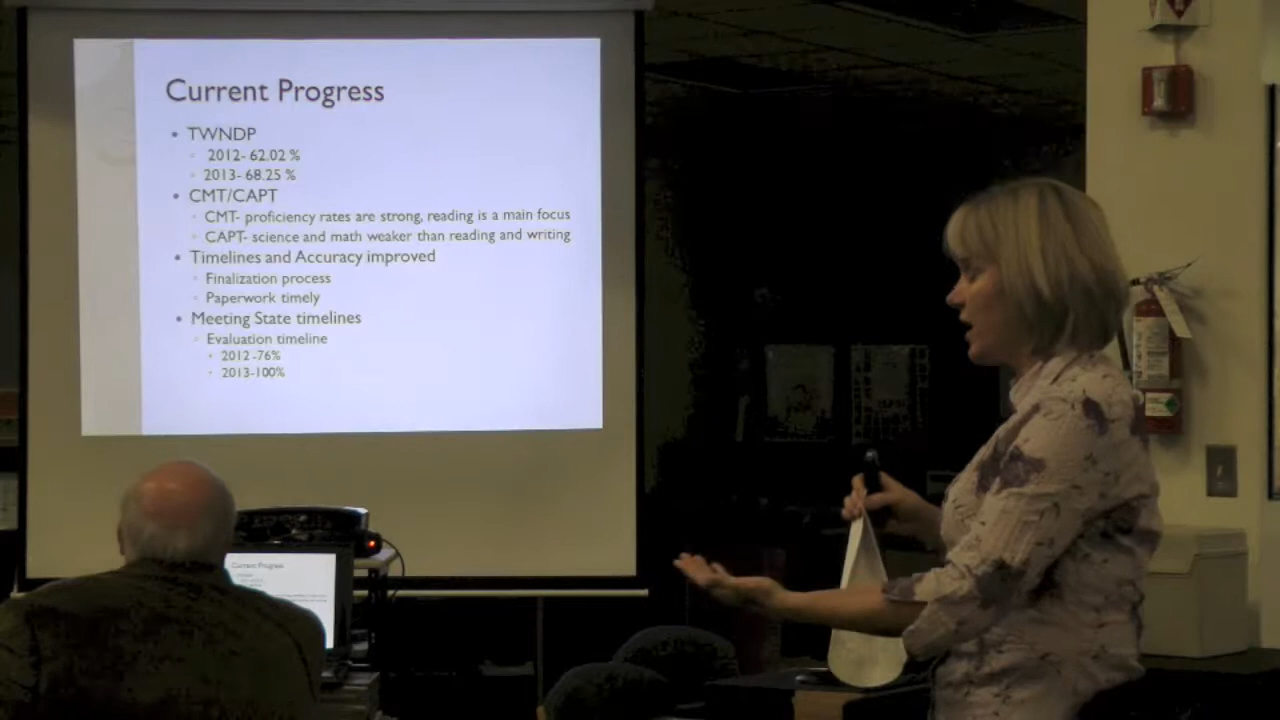 Current Progress
• TWNDP
◦ 2012- 62.02 %
◦ 2013- 68.25 %
• CMT/CAPT
◦ CMT- proficiency rates are strong, reading is a main focus
◦ CAPT- science and math weaker than reading and writing
• Timelines and Accuracy improved
◦ Finalization process
◦ Paperwork timely
• Meeting State timelines
◦ Evaluation timeline
• 2012 -76%
• 2013-100%
Current Progress